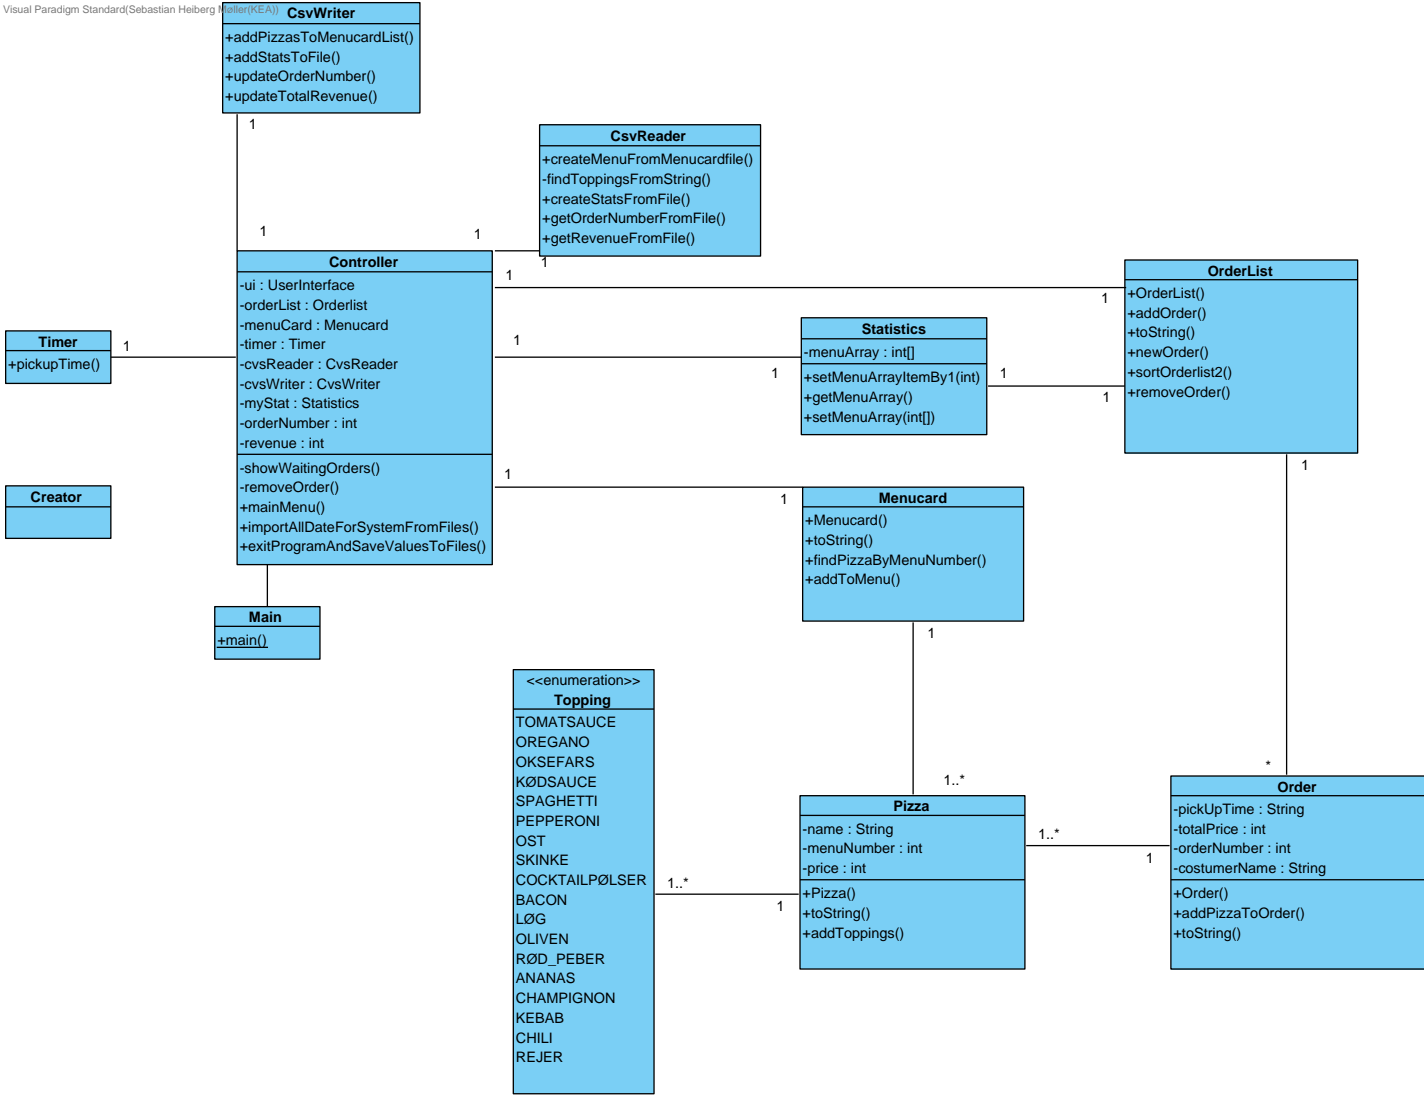 Visual Paradigm Standard(Sebastian Heiberg Møller(KEA))
CsvWriter
+addPizzasToMenucardList()
+addStatsToFile()
+updateOrderNumber()
+updateTotalRevenue()
1
1
CsvReader
+createMenuFromMenucardfile()
-findToppingsFromString()
+createStatsFromFile()
+getOrderNumberFromFile()
+getRevenueFromFile()
1
1
Controller
-ui : UserInterface
-orderList : Orderlist
-menuCard : Menucard
-timer : Timer
-cvsReader : CvsReader
-cvsWriter : CvsWriter
-myStat : Statistics
-orderNumber : int
-revenue : int
-showWaitingOrders()
-removeOrder()
+mainMenu()
+importAllDateForSystemFromFiles()
+exitProgramAndSaveValuesToFiles()
1
1
OrderList
+OrderList()
+addOrder()
+toString()
+newOrder()
+sortOrderlist2()
+removeOrder()
Timer
+pickupTime()
1
1
1
Statistics
-menuArray : int[]
+setMenuArrayItemBy1(int)
+getMenuArray()
+setMenuArray(int[])
1
1
Creator
1
1
Menucard
+Menucard()
+toString()
+findPizzaByMenuNumber()
+addToMenu()
1
Main
+main()
1
1..*
*
<<enumeration>>
Topping
TOMATSAUCE
OREGANO
OKSEFARS
KØDSAUCE
SPAGHETTI
PEPPERONI
OST
SKINKE
COCKTAILPØLSER
BACON
LØG
OLIVEN
RØD_PEBER
ANANAS
CHAMPIGNON
KEBAB
CHILI
REJER
1..*
1
Pizza
-name : String
-menuNumber : int
-price : int
+Pizza()
+toString()
+addToppings()
1..*
1
Order
-pickUpTime : String
-totalPrice : int
-orderNumber : int
-costumerName : String
+Order()
+addPizzaToOrder()
+toString()